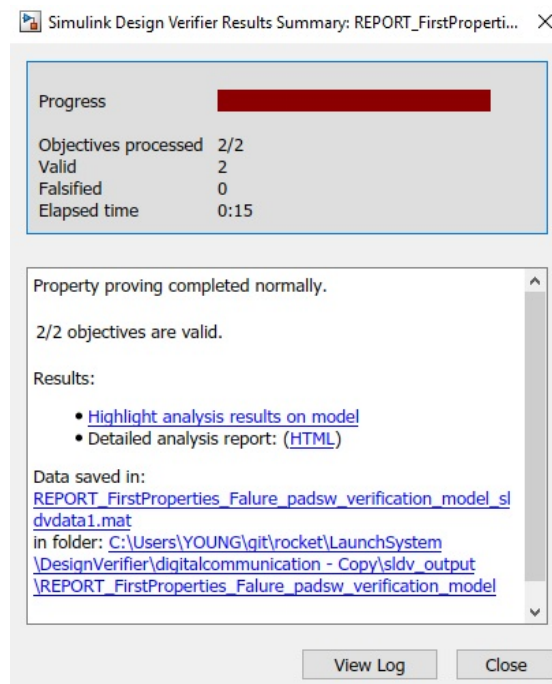 Simulink Design Verifier Results Summary: REPORT_FirstProperti...
Progress
Objectives processed 2/2
Valid 2
Falsified 0
Elapsed time 0:15
Property proving completed normally.
2/2 objectives are valid.
Results:
• Highlight analysis results on model
• Detailed analysis report: (HTML)
Data saved in:
REPORT_FirstProperties_Falure_padsw_verification_model_sl
dvdata1.mat
in folder: C:\Users\YOUNG\git\rocket\LaunchSystem
\DesignVerifier\digitalcommunication - Copy\sldv_output
\REPORT_FirstProperties_Falure_padsw_verification_model
View Log Close